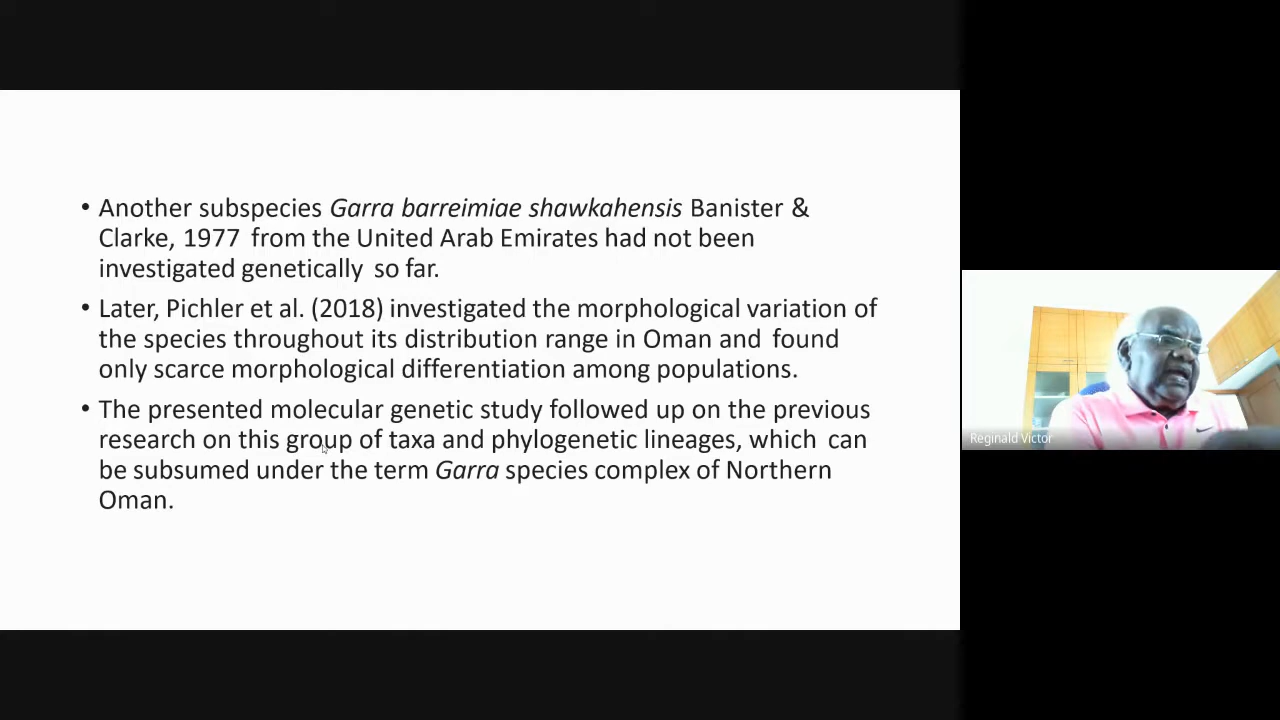 • Another subspecies Garra barreimiae shawkahensis Banister &
Clarke, 1977 from the United Arab Emirates had not been
investigated genetically so far.
• Later, Pichler et al. (2018) investigated the morphological variation of
the species throughout its distribution range in Oman and found
only scarce morphological differentiation among populations.
• The presented molecular genetic study followed up on the previous
research on this group of taxa and phylogenetic lineages, which can
be subsumed under the term Garra species complex of Northern
Oman.
Reginald Victor